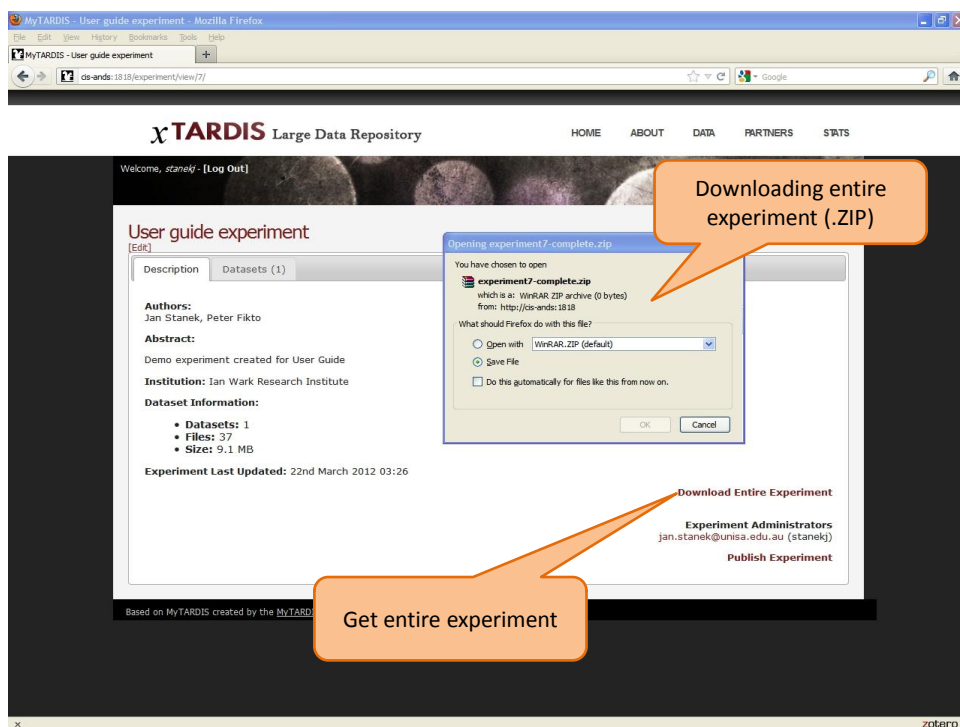 MyTARDIS - User guide experiment - Mozilla Firefox
File Edit View History Bookmarks Tools Help
MyTARDIS - User guide experiment +
cis-ands:1818/experiment/view/7/
Google
xTARDIS Large Data Repository
HOME ABOUT DATA PARTNERS STATS
Welcome, stanekj - [Log Out]
Downloading entire
experiment (.ZIP)
User guide experiment
[Edit]
Description Datasets (1)
Authors:
Jan Stanek, Peter Fikto
Abstract:
Demo experiment created for User Guide
Institution: Ian Wark Research Institute
Dataset Information:
• Datasets: 1
• Files: 37
• Size: 9.1 MB
Experiment Last Updated: 22nd March 2012 03:26
Opening experiment7-complete.zip
You have chosen to open
experiment7-complete.zip
which is a: WinRAR ZIP archive (0 bytes)
from: http://cis-ands:1818
What should Firefox do with this file?
Open with WinRAR.ZIP (default)
Save File
Do this automatically for files like this from now on.
OK Cancel
Download Entire Experiment
Experiment Administrators
jan.stanek@unisa.edu.au (stanekj)
Publish Experiment
Get entire experiment
Based on MyTARDIS created by the MyTARD
x zotero